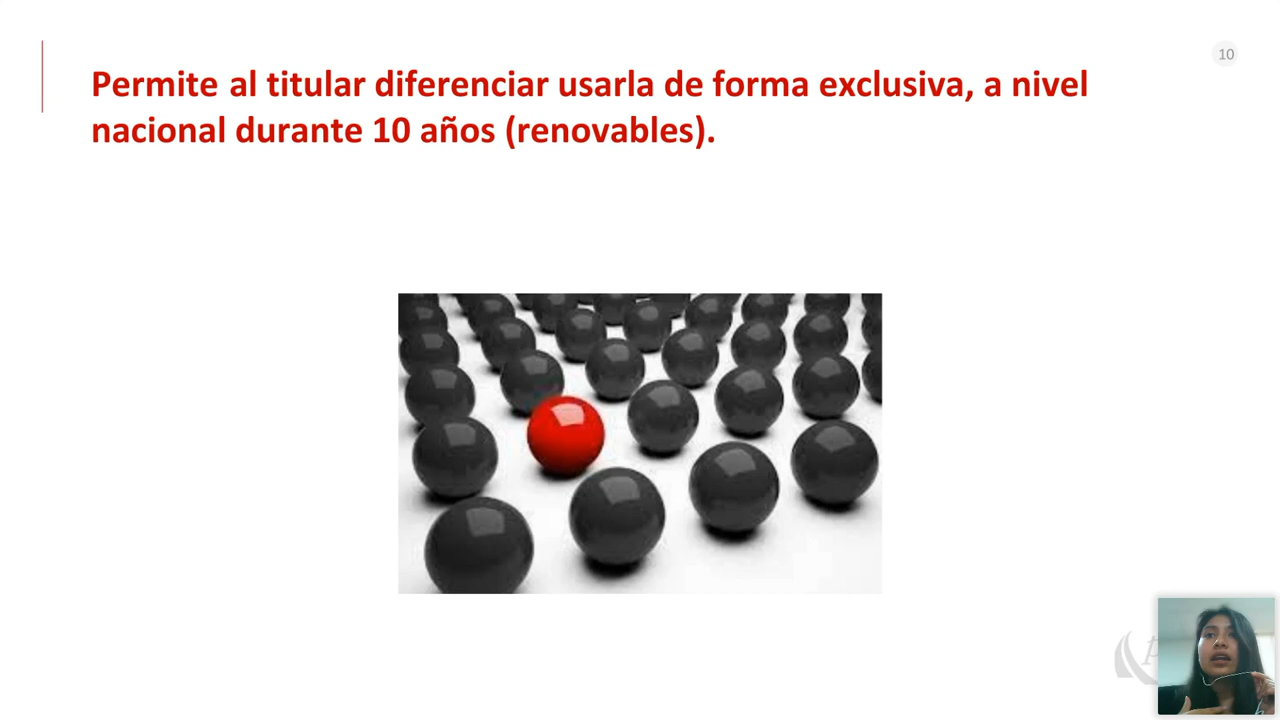 10
Permite al titular diferenciar usarla de forma exclusiva, a nivel
nacional durante 10 años (renovables).